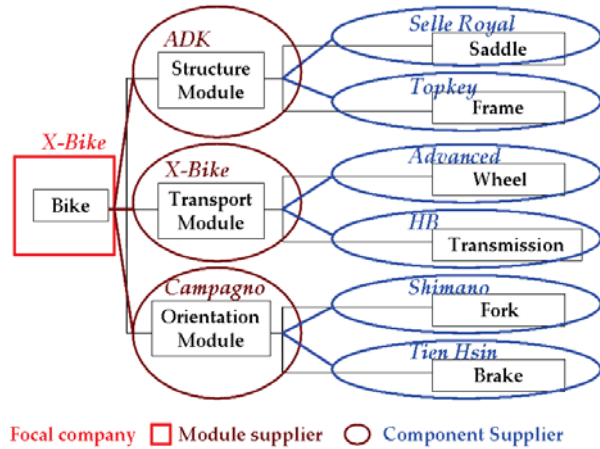 ADK
Structure
Module
Selle Royal
Saddle
Topkey
Frame
X-Bike
Bike
X-Bike
Transport
Module
Advanced
Wheel
HB
Transmission
Campagno
Orientation
Module
Shimano
Fork
Tien Hsin
Brake
Focal company Module supplier Component Supplier